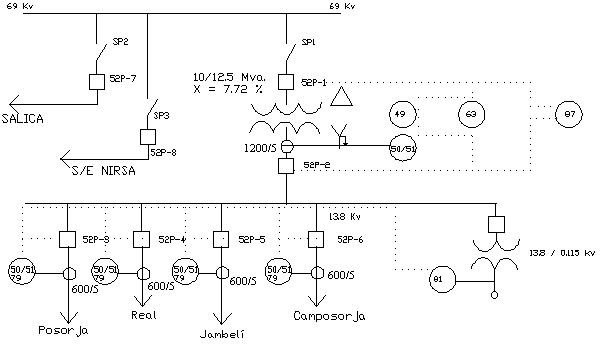 69 Kv
69 Kv
SP2
SP1
52P-7
10/12.5 Mva.
X = 7.72 %
52P-1
SP3
SALICA
49
63
87
1200/5
50/51
52P-8
S/E NIRSA
52P-2
13.8 Kv
52P-3
52P-4
52P-5
52P-6
13.8 / 0.115 kv
50/51
79
50/51
79
50/51
79
50/51
79
81
600/5
600/5
600/5
600/5
Posorja
Real
Jambelí
Camposorja